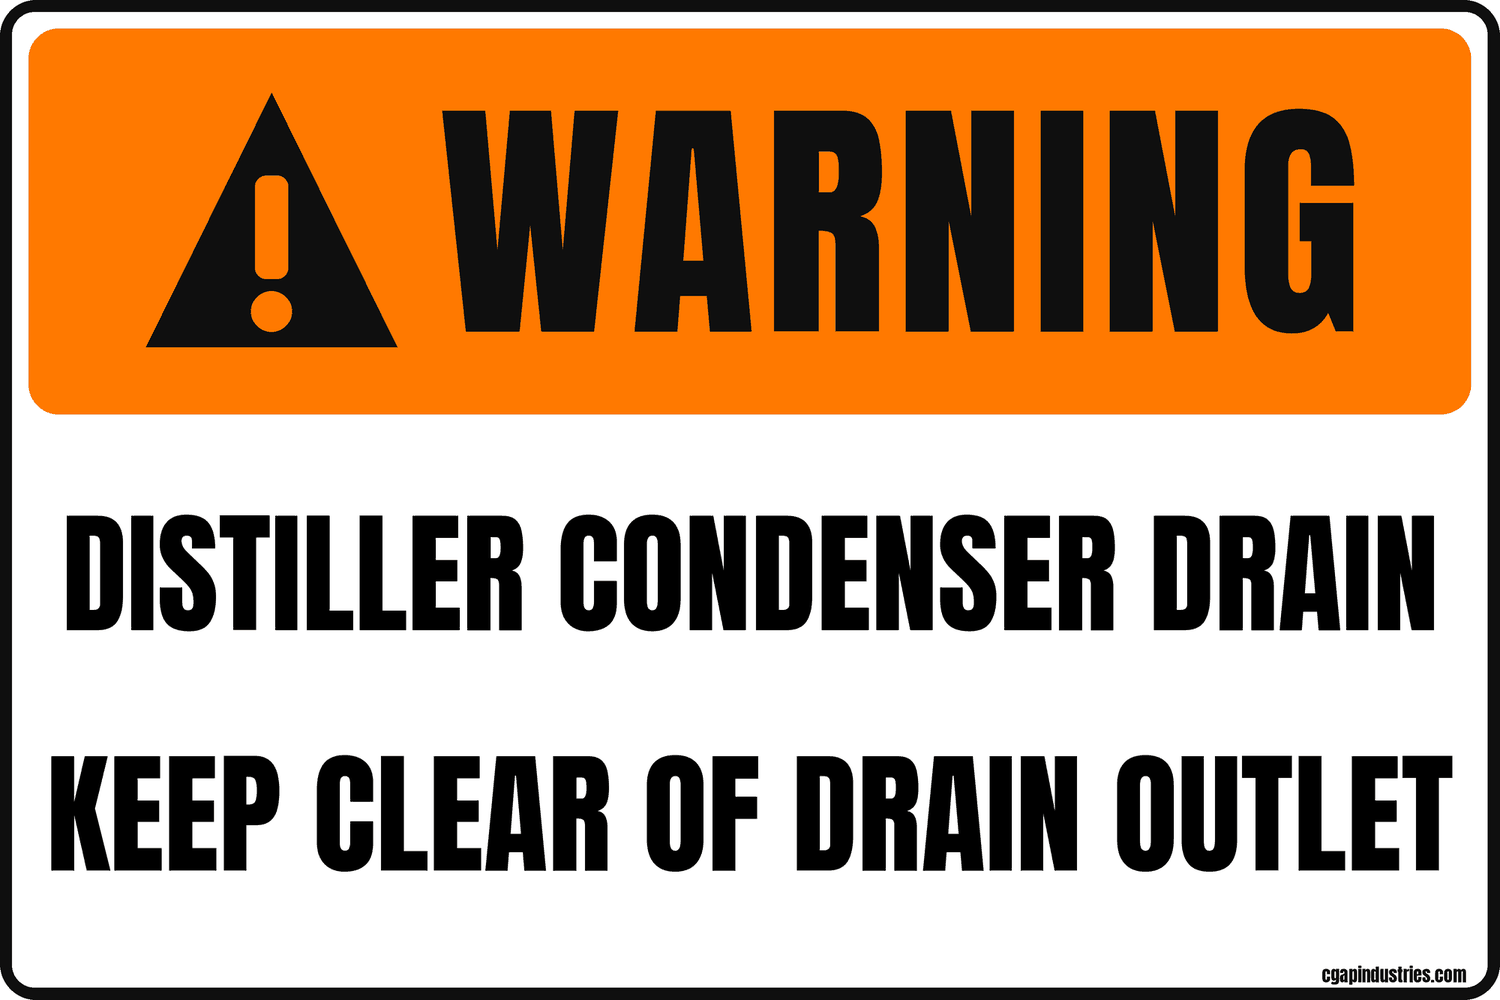 WARNING
DISTILLER CONDENSER DRAIN
KEEP CLEAR OF DRAIN OUTLET
cgapindustries.com